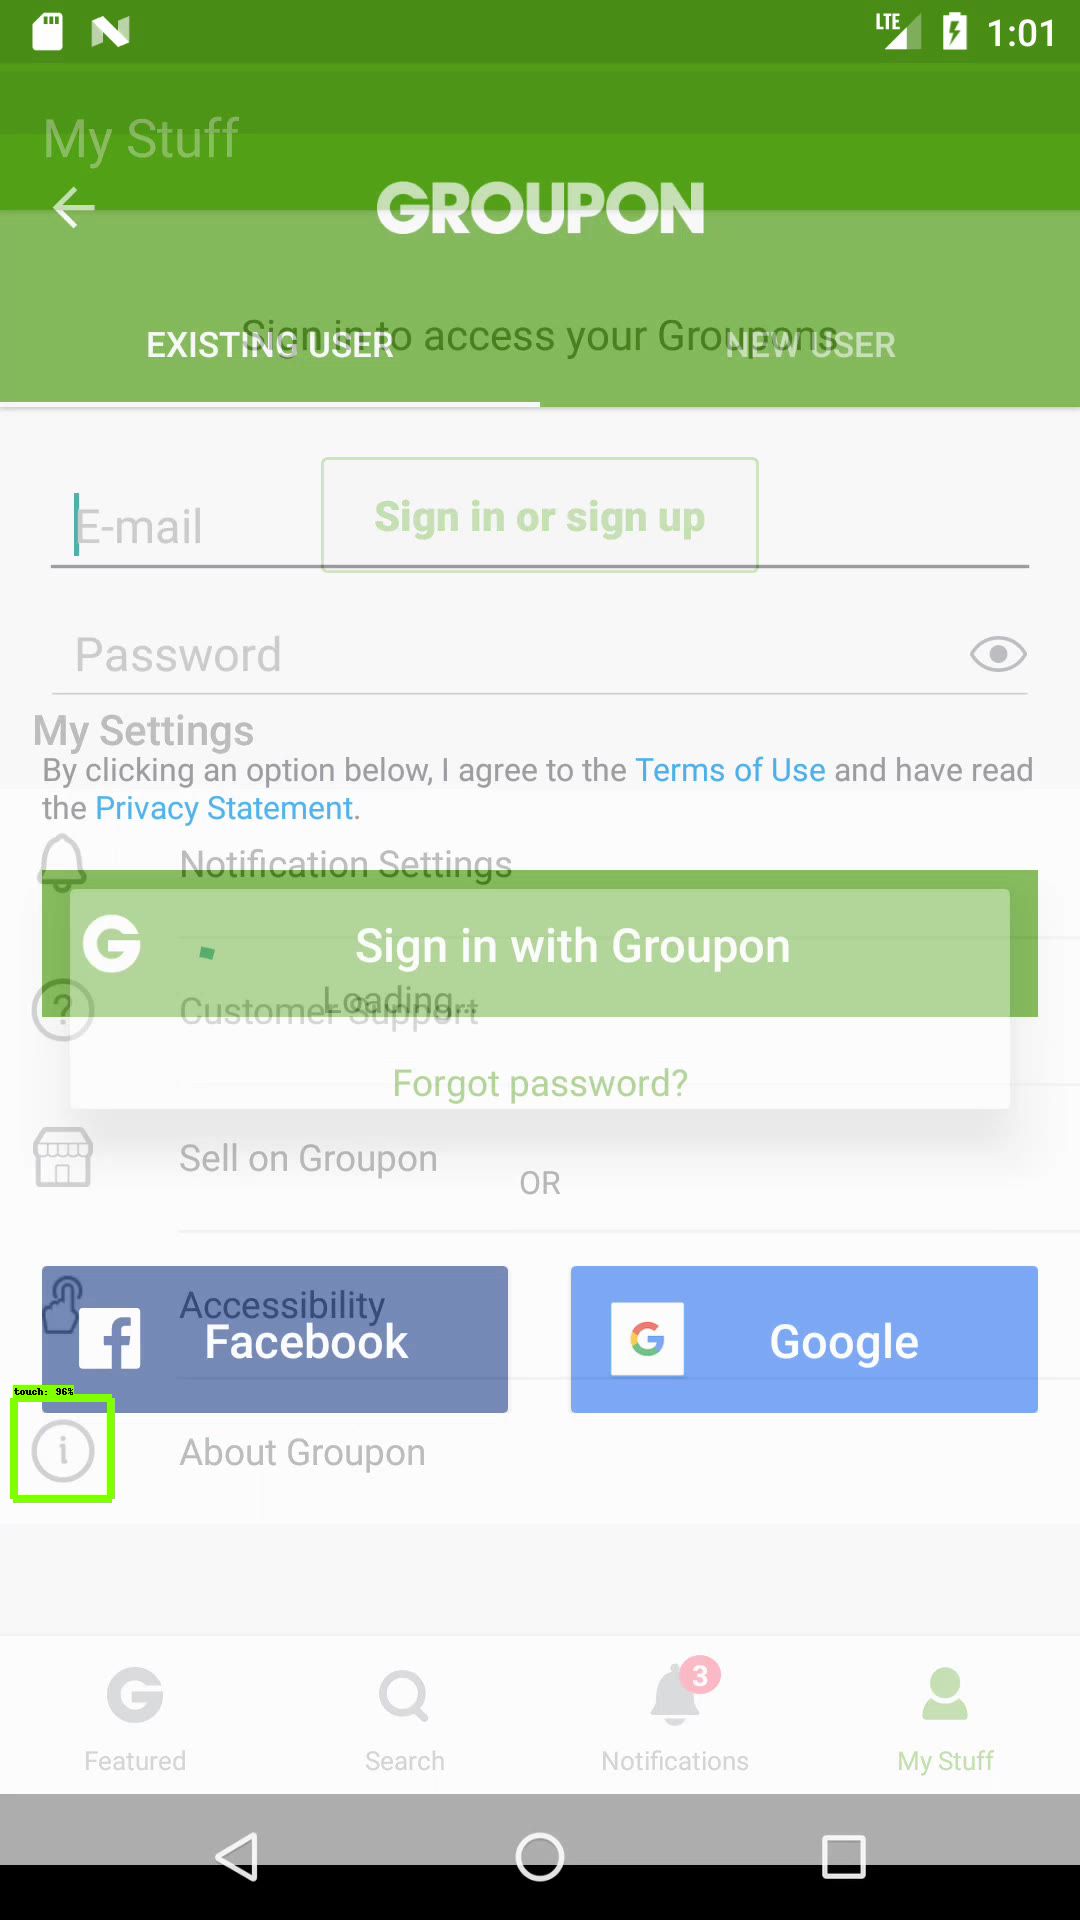 LTE 1:01
My Stuff
GROUPON
Sign in to access your Groupons
EXISTING USER NEW USER
Sign in or sign up
E-mail
Password
My Settings
By clicking an option below, I agree to the Terms of Use and have read
the Privacy Statement.
Notification Settings
Sign in with Groupon
Loading...
Customer Support
Forgot password?
Sell on Groupon
OR
Accessibility
Facebook Google
touch: 96%
About Groupon
3
Featured Search Notifications My Stuff